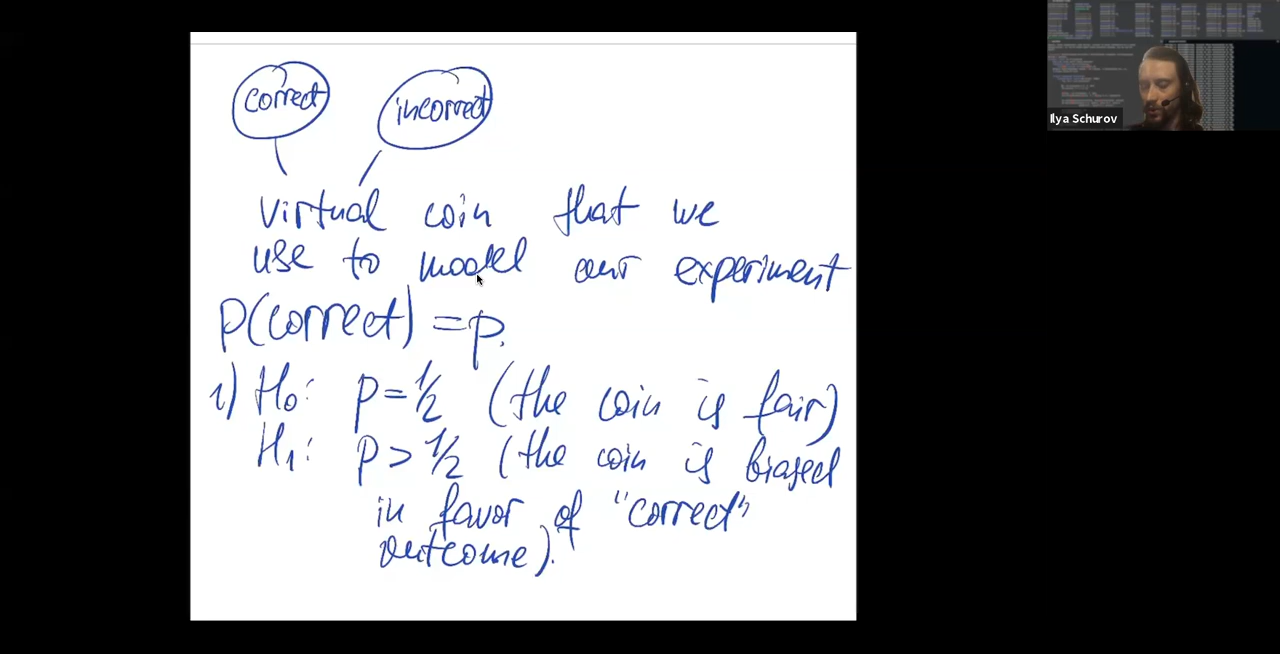 correct incorrect
virtual coin that we
use to model our experiment
P(correct) = p.
1) H₀: p = 1/2 (the coin is fair)
H₁: p > 1/2 (the coin is biased
in favor of "correct"
outcome).
Ilya Schurov